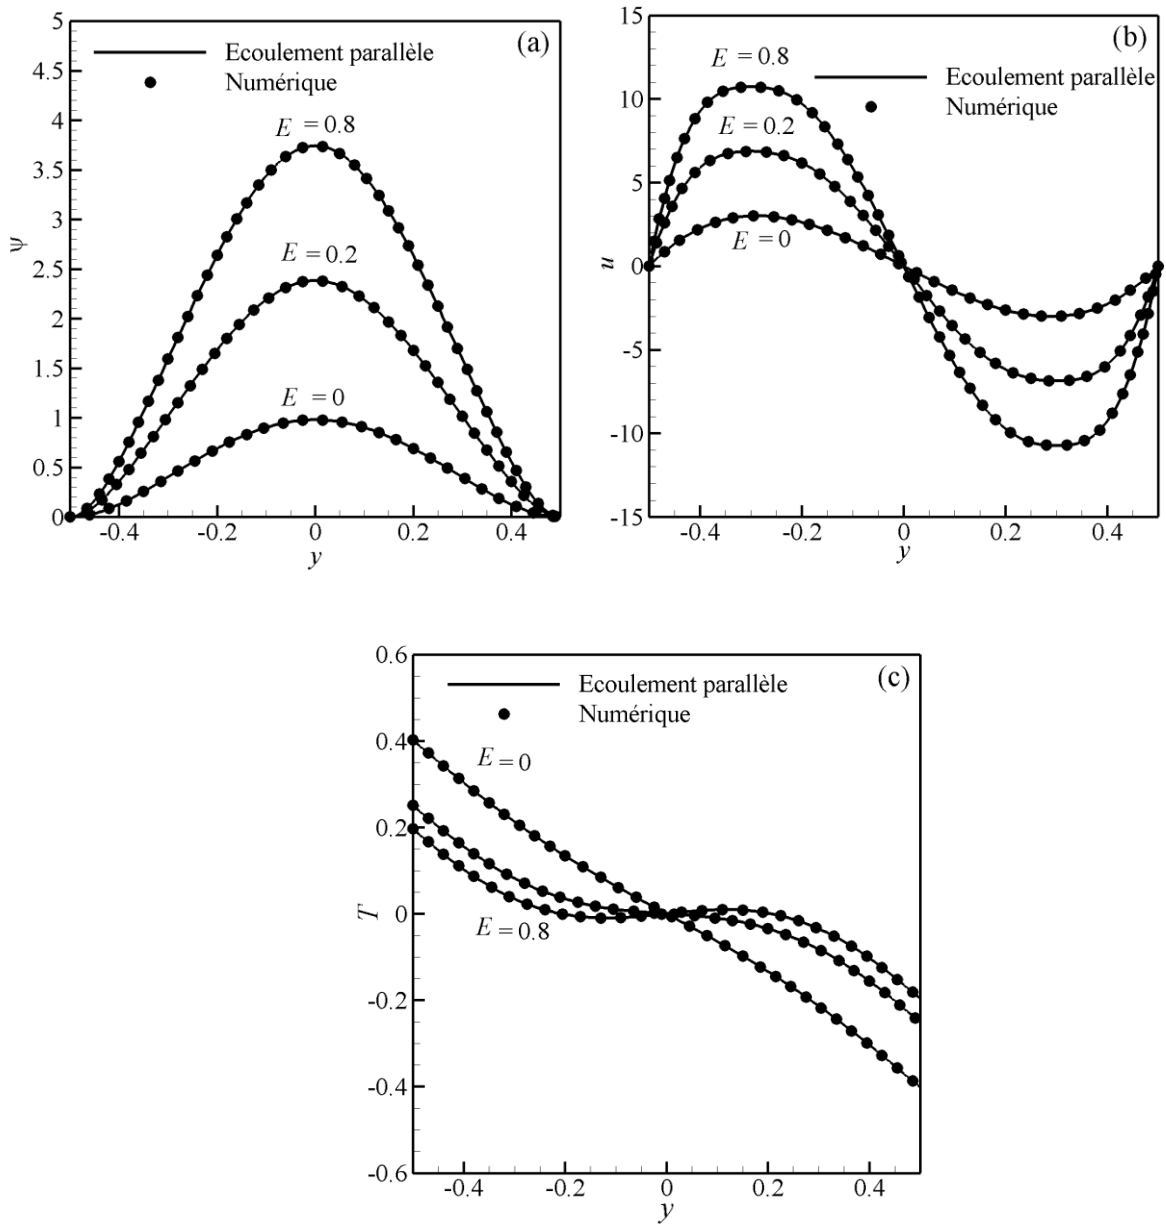 (a)
Ecoulement parallèle
Numérique
E = 0.8
E = 0.2
E = 0
5
4.5
4
3.5
3
2.5
2
1.5
1
0.5
0
ψ
-0.4 -0.2 0 0.2 0.4
y
(b)
Ecoulement parallèle
Numérique
E = 0.8
E = 0.2
E = 0
15
10
5
0
-5
-10
-15
u
-0.4 -0.2 0 0.2 0.4
y
(c)
Ecoulement parallèle
Numérique
E = 0
E = 0.8
0.6
0.4
0.2
0
-0.2
-0.4
-0.6
T
-0.4 -0.2 0 0.2 0.4
y